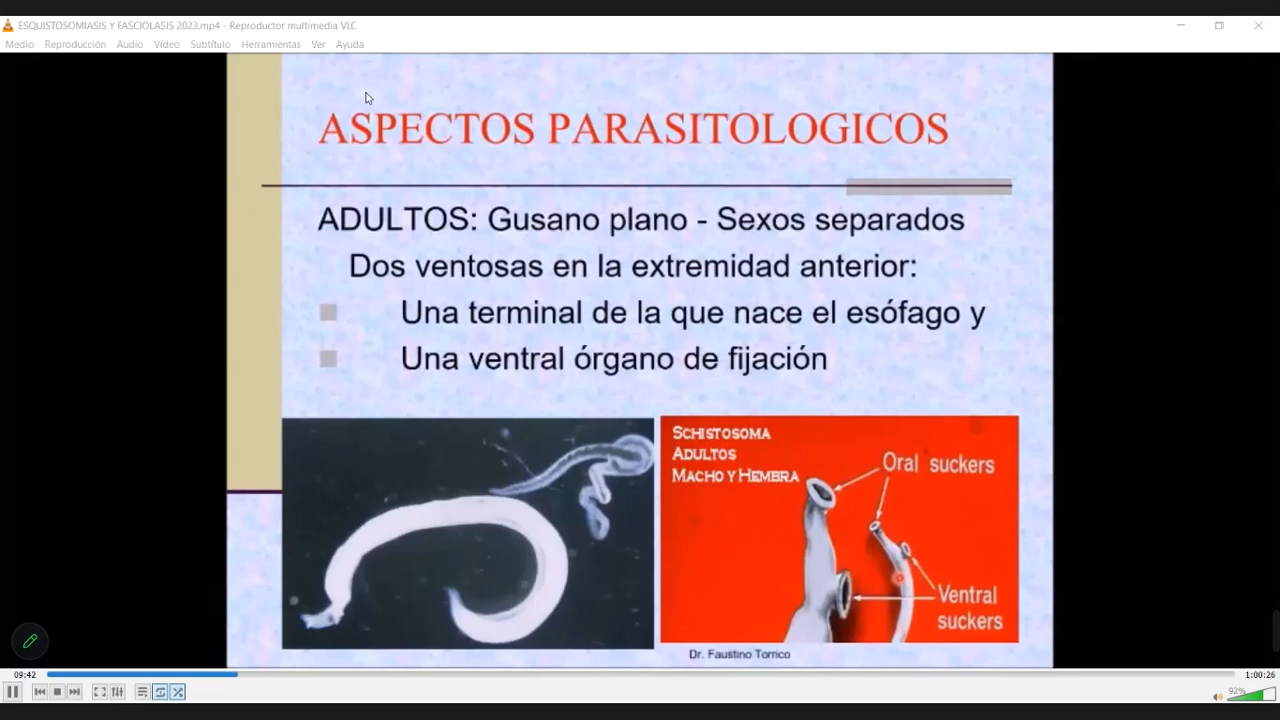 ESQUISTOSOMIASIS Y FASCIOLASIS 2023.mp4 - Reproductor multimedia VLC
Medio Reproducción Audio Vídeo Subtítulo Herramientas Ver Ayuda
ASPECTOS PARASITOLOGICOS
ADULTOS: Gusano plano - Sexos separados
Dos ventosas en la extremidad anterior:
Una terminal de la que nace el esófago y
Una ventral órgano de fijación
SCHISTOSOMA
ADULTOS
MACHO Y HEMBRA
Oral suckers
Ventral
suckers
Dr. Faustino Torrico
09:42
1:00:26
92%